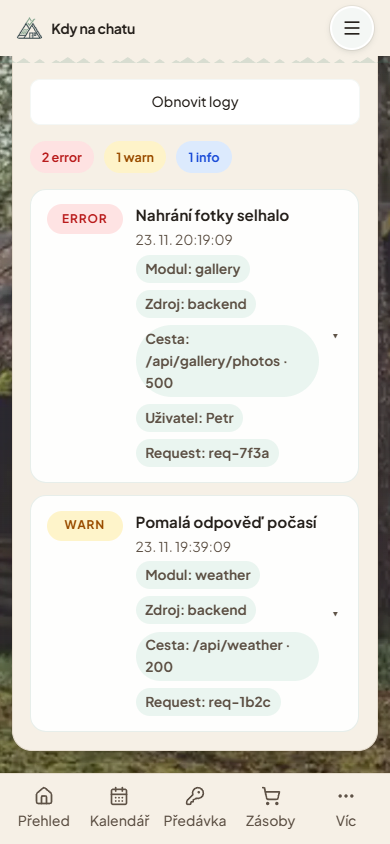 Kdy na chatu
Obnovit logy
2 error
1 warn
1 info
ERROR
Nahrání fotky selhalo
23. 11. 20:19:09
Modul: gallery
Zdroj: backend
Cesta:
/api/gallery/photos ·
500
Uživatel: Petr
Request: req-7f3a
WARN
Pomalá odpověď počasí
23. 11. 19:39:09
Modul: weather
Zdroj: backend
Cesta: /api/weather ·
200
Request: req-1b2c
Přehled
Kalendář
Předávka
Zásoby
Víc